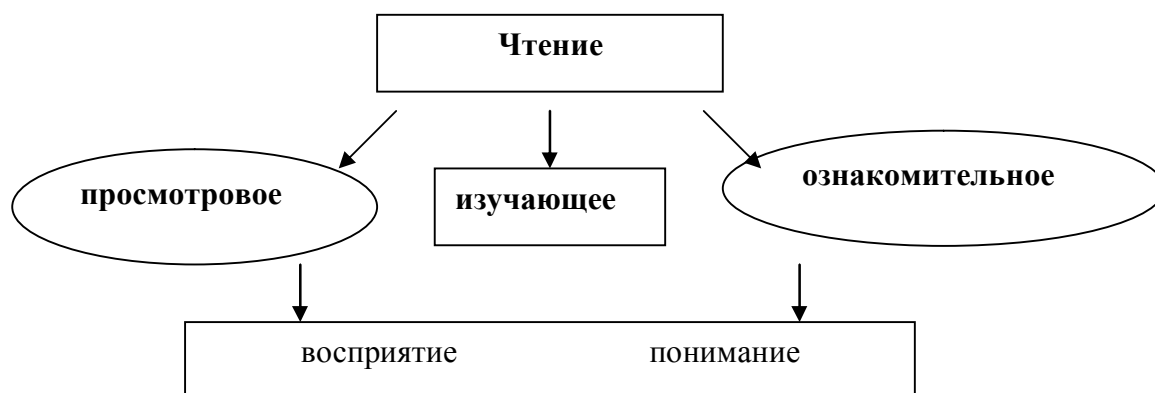 Чтение
просмотровое
изучающее
ознакомительное
восприятие понимание